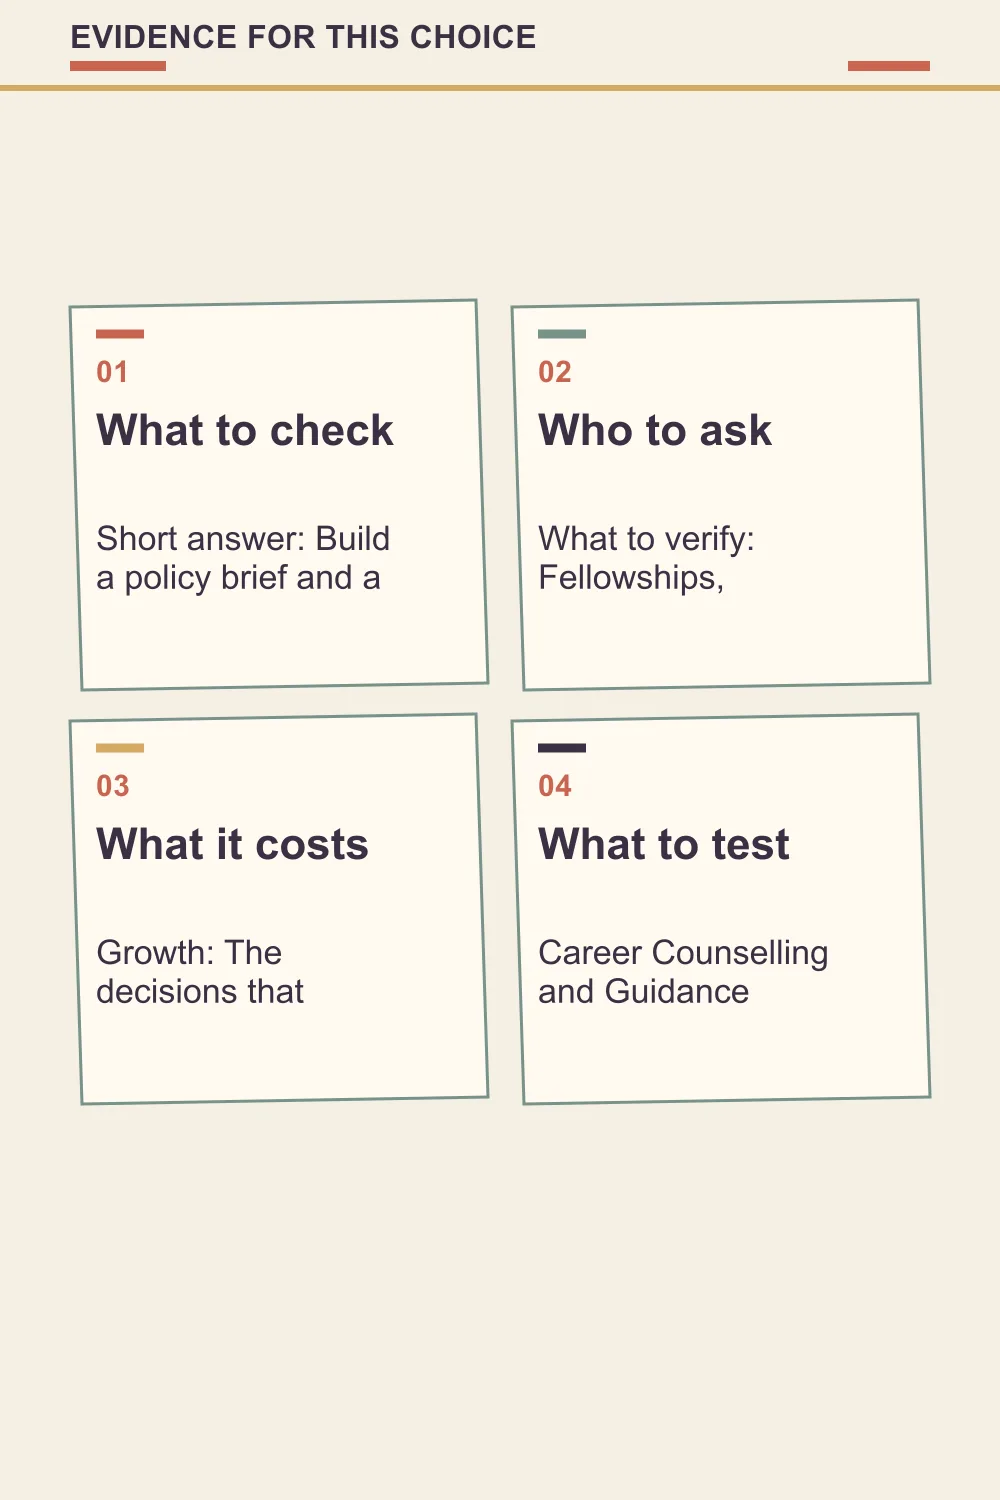 EVIDENCE FOR THIS CHOICE
01
What to check
Short answer: Build
a policy brief and a
02
Who to ask
What to verify:
Fellowships,
03
What it costs
Growth: The
decisions that
04
What to test
Career Counselling
and Guidance